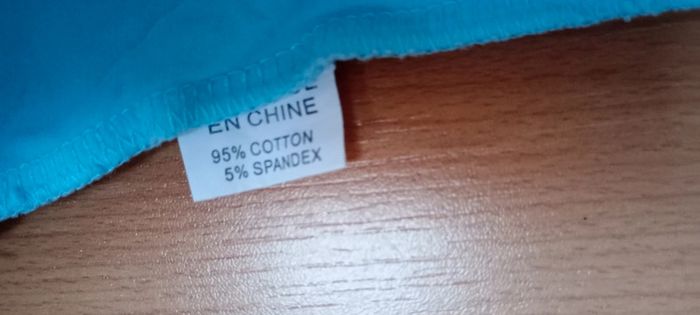 EN CHINE
95% COTTON
5% SPANDEX